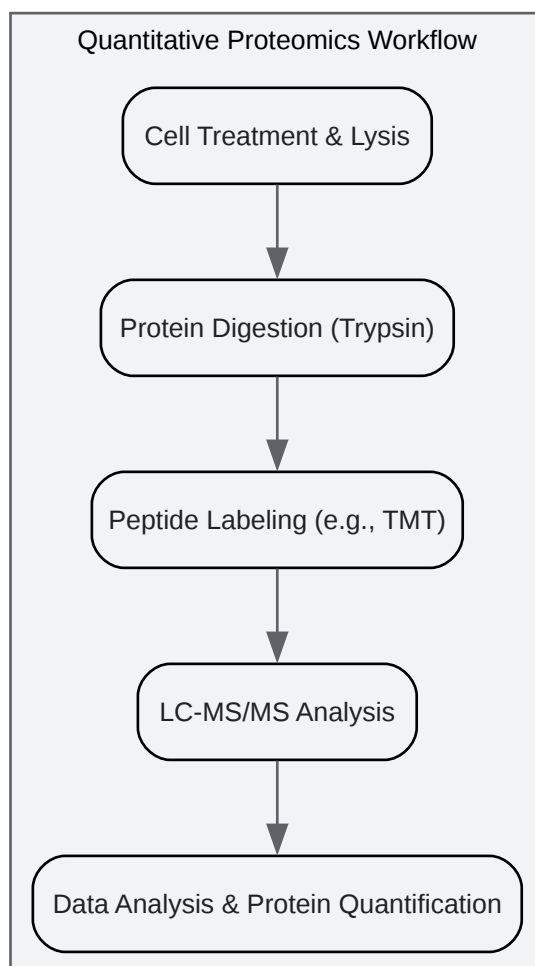 Quantitative Proteomics Workflow
Cell Treatment & Lysis
Protein Digestion (Trypsin)
Peptide Labeling (e.g., TMT)
LC-MS/MS Analysis
Data Analysis & Protein Quantification